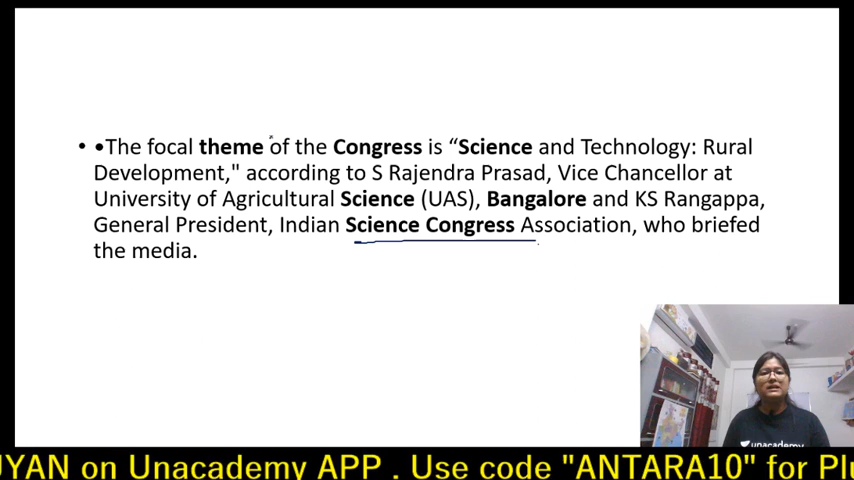 • •The focal theme of the Congress is “Science and Technology: Rural
Development," according to S Rajendra Prasad, Vice Chancellor at
University of Agricultural Science (UAS), Bangalore and KS Rangappa,
General President, Indian Science Congress Association, who briefed
the media.
unacademy
UYAN on Unacademy APP . Use code "ANTARA10" for Plu